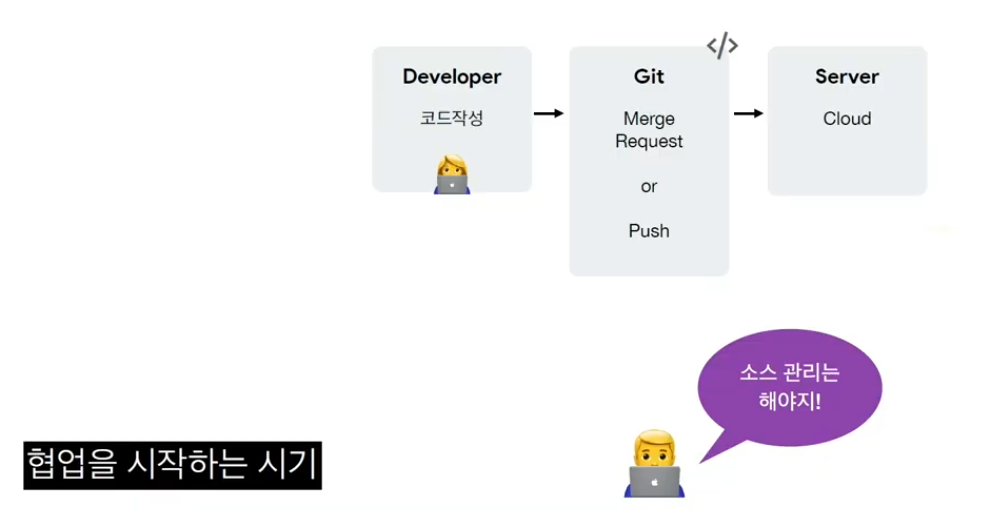 </>
Developer
코드작성
Git
Merge
Request
or
Push
Server
Cloud
소스 관리는
해야지!
협업을 시작하는 시기